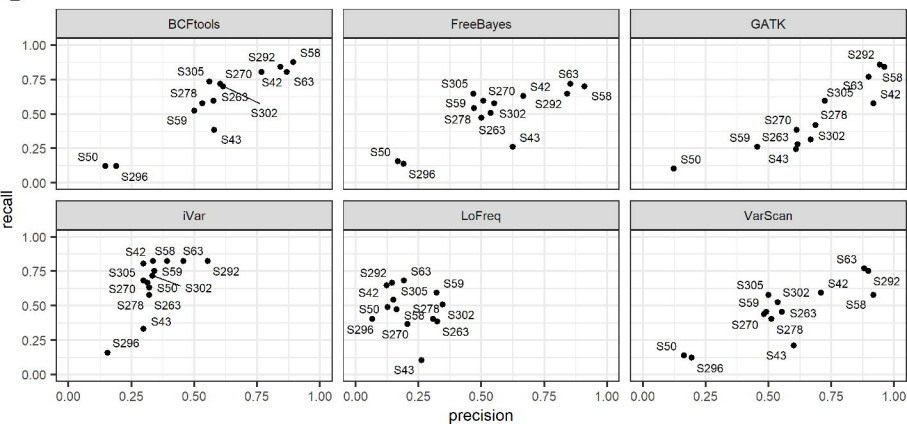 BCFtools FreeBayes GATK
1.00 S292 S58 S292
S63 S58
0.75 S305 S270 S42 S63 S305 S270 S42 S292 S58 S63 S42
S278 S263 S59 S305 S278
0.50 S59 S302 S278 S302 S270
S43 S263 S43 S59 S263 S302
0.25 S43
S50 S50 S50
0.00 S296 S296
recall
iVar LoFreq VarScan
1.00
S42 S58 S63 S292 S63 S63
0.75 S305 S59 S292 S42 S305 S59 S305 S302 S42 S292
S270 S50 S302 S50 S58 S278 S302 S59 S263 S58
0.50 S278 S263 S296 S270 S263 S270 S278
S43 S43
0.25 S296 S50
S43 S296
0.00
0.00 0.25 0.50 0.75 1.00 0.00 0.25 0.50 0.75 1.00 0.00 0.25 0.50 0.75 1.00
precision